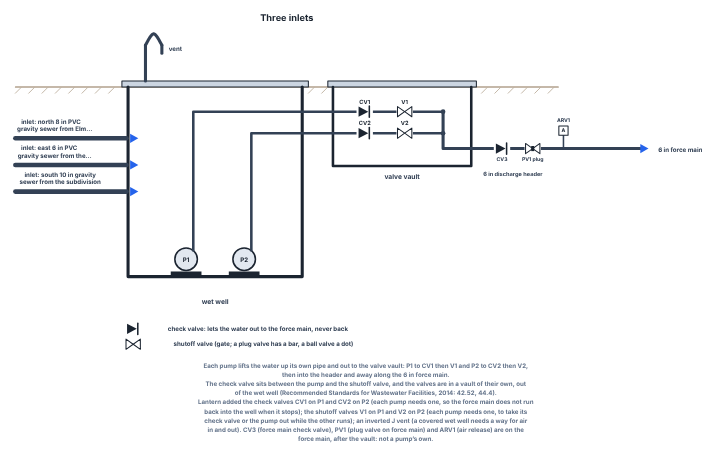 Three inlets
vent
inlet: north 8 in PVC
gravity sewer from Elm...
inlet: east 6 in PVC
gravity sewer from the...
inlet: south 10 in gravity
sewer from the subdivision
CV1
V1
CV2
V2
ARV1
A
CV3
PV1 plug
6 in force main
6 in discharge header
valve vault
P1
P2
wet well
check valve: lets the water out to the force main, never back
shutoff valve (gate; a plug valve has a bar, a ball valve a dot)
Each pump lifts the water up its own pipe and out to the valve vault: P1 to CV1 then V1 and P2 to CV2 then V2,
then into the header and away along the 6 in force main.
The check valve sits between the pump and the shutoff valve, and the valves are in a vault of their own, out
of the wet well (Recommended Standards for Wastewater Facilities, 2014: 42.52, 44.4).
Lantern added the check valves CV1 on P1 and CV2 on P2 (each pump needs one, so the force main does not run
back into the well when it stops); the shutoff valves V1 on P1 and V2 on P2 (each pump needs one, to take its
check valve or the pump out while the other runs); an inverted J vent (a covered wet well needs a way for air
in and out). CV3 (force main check valve), PV1 (plug valve on force main) and ARV1 (air release) are on the
force main, after the vault: not a pump's own.